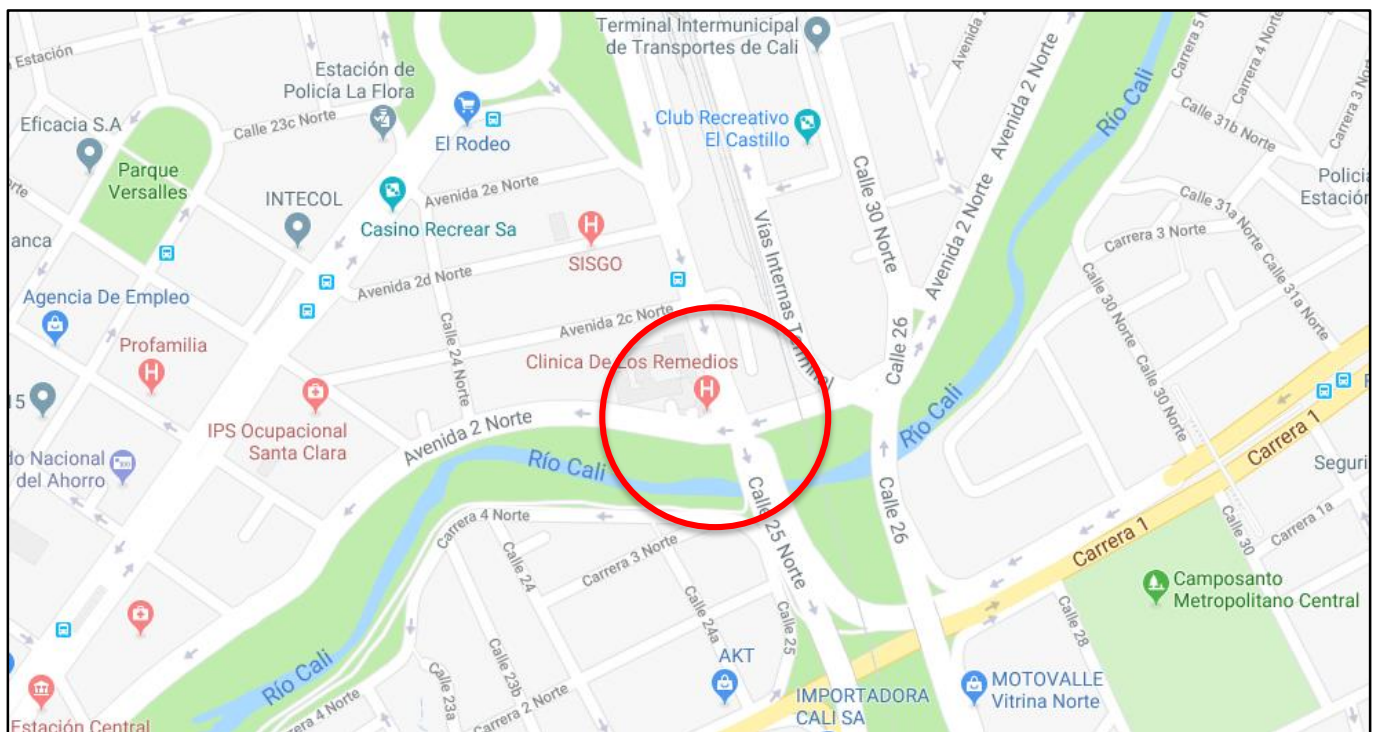 Terminal Intermunicipal
de Transportes de Cali
Estación
Estación de
Policía La Flora
Eficacia S.A
Calle 23c Norte
El Rodeo
Club Recreativo
El Castillo
Avenida 2 Norte
Avenida 2 Norte
Río Cali
Carrera 4 Norte
Calle 31b Norte
Parque
Versalles
INTECOL
Avenida 2e Norte
Casino Recrear Sa
Calle 30 Norte
Calle 31a Norte
Calle 31a Norte
Policia
Estación
anca
SISGO
Vías Internas Terminal
Avenida 2 Norte
Carrera 3 Norte
Avenida 2d Norte
Agencia De Empleo
Avenida 2c Norte
Calle 24 Norte
Calle 30 Norte
Calle 30 Norte
Profamilia
Clinica De Los Remedios
Calle 26
15
IPS Ocupacional
Santa Clara
Avenida 2 Norte
Río Cali
Río Cali
Carrera 1
do Nacional
del Ahorro
Seguri
Calle 25 Norte
Calle 26
Carrera 4 Norte
Calle 24
Carrera 3 Norte
Calle 30
Carrera 1a
Carrera 1
Camposanto
Metropolitano Central
Calle 24a
Calle 25
Calle 28
AKT
Río Cali
Calle 23a
Calle 23b
Carrera 2 Norte
IMPORTADORA
CALI SA
MOTOVALLE
Vitrina Norte
Estación Central